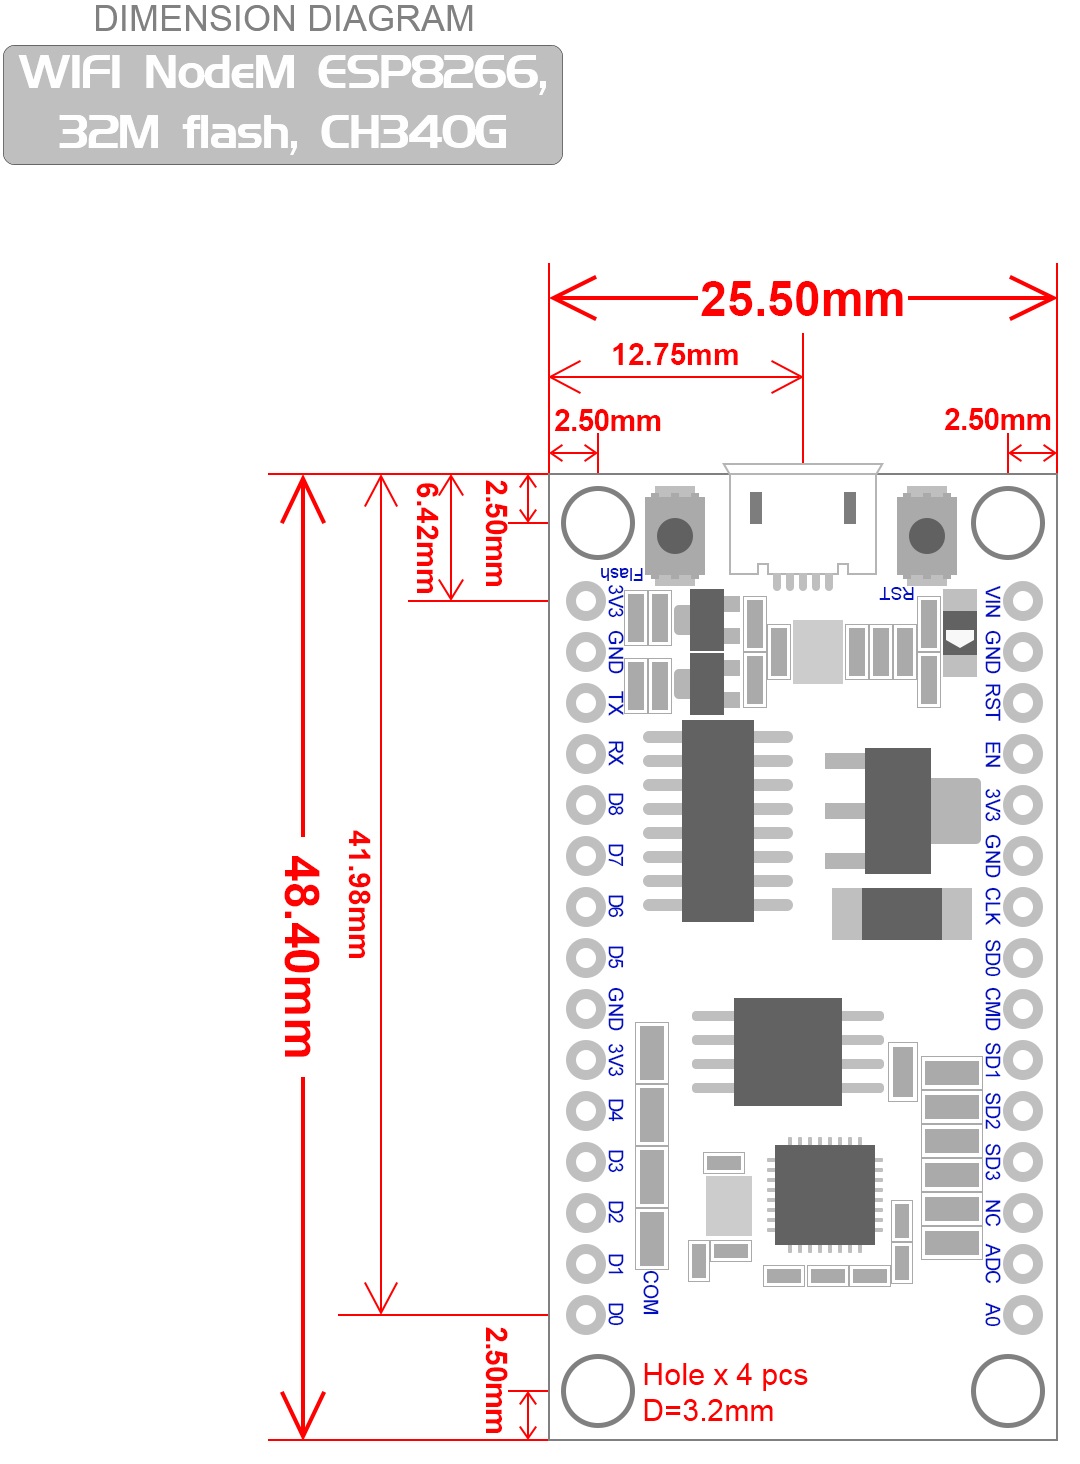 DIMENSION DIAGRAM
WIFI NodeM ESP8266,
32M flash, CH340G
25.50mm
12.75mm
2.50mm
2.50mm
2.50mm
6.42mm
41.98mm
48.40mm
2.50mm
Flash
RST
3V3
GND
TX
RX
D8
D7
D6
D5
GND
3V3
D4
D3
D2
D1
D0
COM
VIN
GND
RST
EN
3V3
GND
CLK
SD0
CMD
SD1
SD2
SD3
NC
ADC
A0
Hole x 4 pcs
D=3.2mm